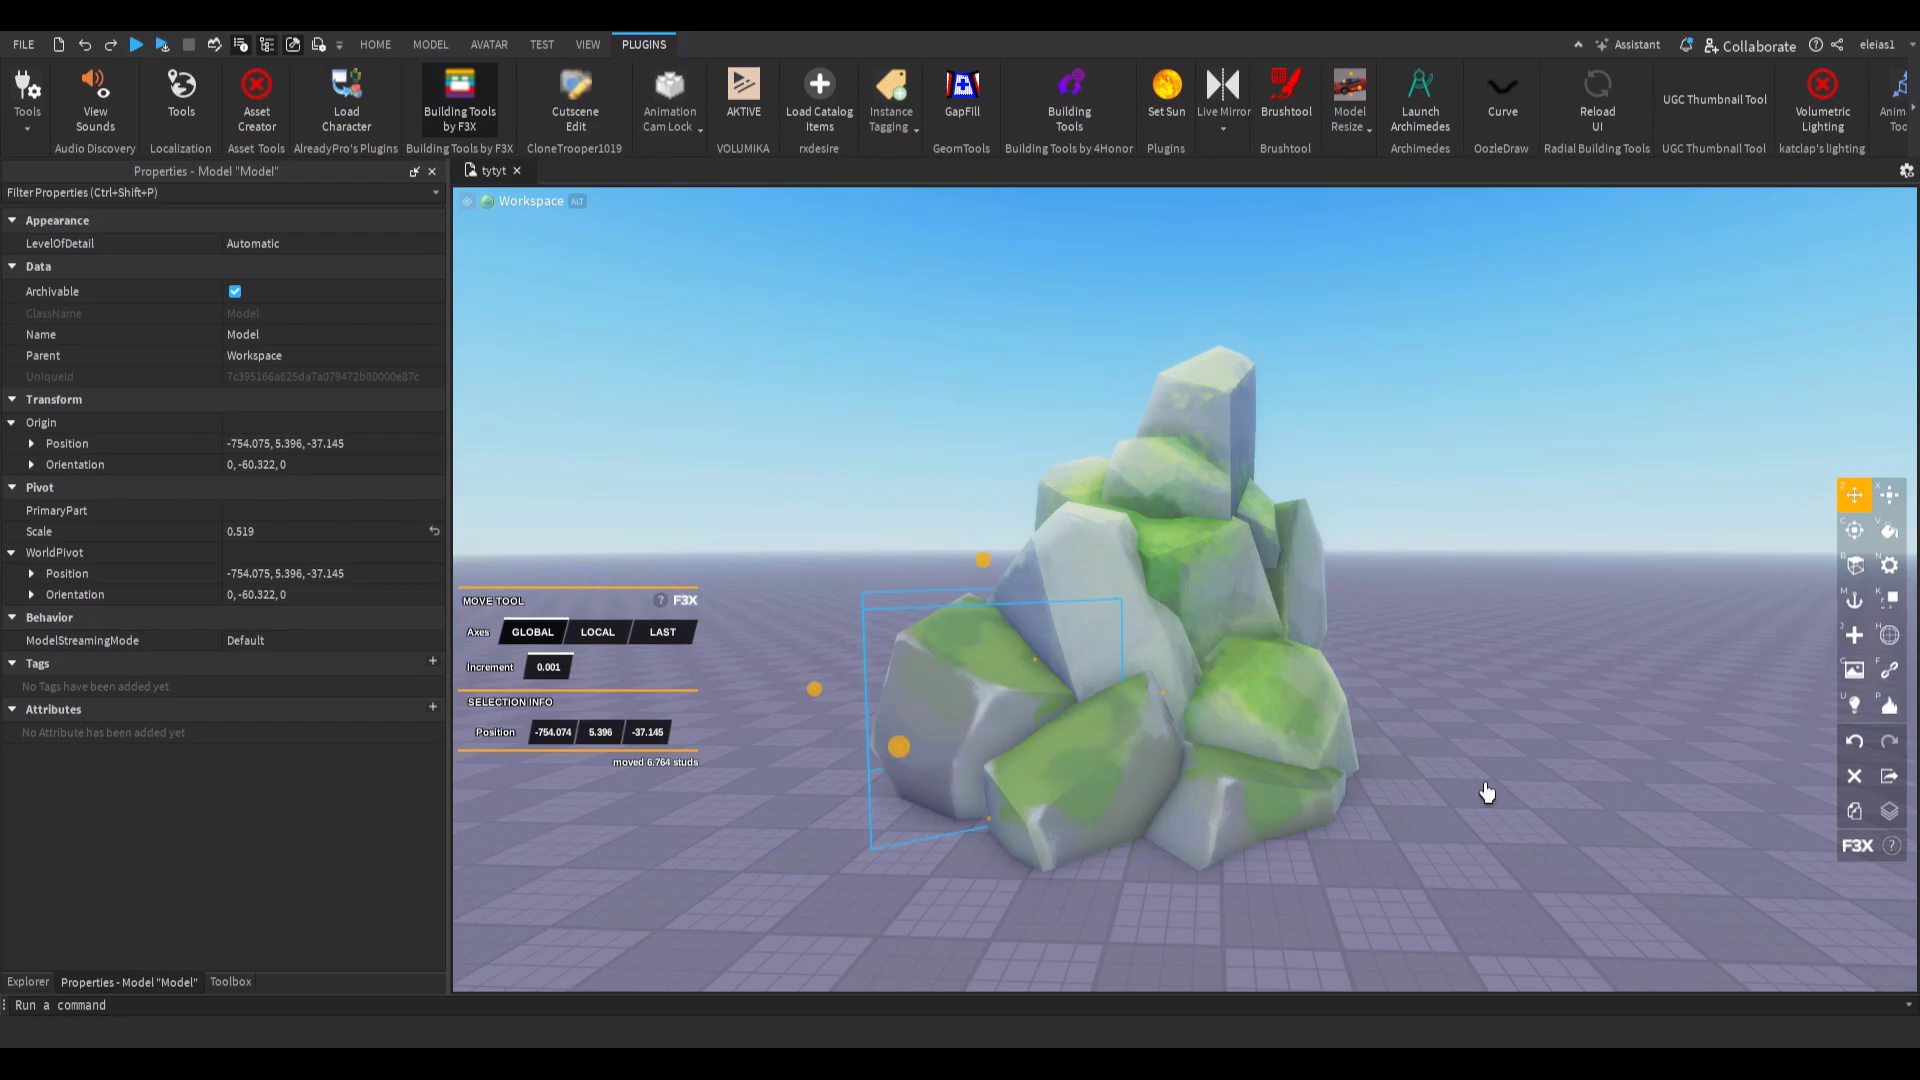 FILE HOME MODEL AVATAR TEST VIEW PLUGINS Assistant Collaborate eleias1
Tools
View Sounds
Audio Discovery
Tools
Localization
Asset Creator
Asset Tools
Load Character
AlreadyPro's Plugins
Building Tools by F3X
Building Tools by F3X
Cutscene Edit
CloneTrooper1019
Animation Cam Lock
AKTIVE
VOLUMIKA
Load Catalog Items
rxdesire
Instance Tagging
GapFill
GeomTools
Building Tools
Building Tools by 4Honor
Set Sun
Plugins
Live Mirror
Brushtool
Brushtool
Model Resize
Launch Archimedes
Archimedes
Curve
OozleDraw
Reload UI
Radial Building Tools
UGC Thumbnail Tool
UGC Thumbnail Tool
Volumetric Lighting
katclap's lighting
Anim
Too
Properties - Model "Model"
Filter Properties (Ctrl+Shift+P)
Appearance
LevelOfDetail Automatic
Data
Archivable
ClassName Model
Name Model
Parent Workspace
UniqueId 7c395166a625da7a079472b80000e87c
Transform
Origin
Position -754.075, 5.396, -37.145
Orientation 0, -60.322, 0
Pivot
PrimaryPart
Scale 0.519
WorldPivot
Position -754.075, 5.396, -37.145
Orientation 0, -60.322, 0
Behavior
ModelStreamingMode Default
Tags
No Tags have been added yet
Attributes
No Attribute has been added yet
Explorer Properties - Model "Model" Toolbox
Run a command
tytyt
Workspace ALT
MOVE TOOL ? F3X
Axes GLOBAL LOCAL LAST
Increment 0.001
SELECTION INFO
Position -754.074 5.396 -37.145
moved 6.764 studs
Z X
C V
B N
M K
J H
G F
U P
F3X ?